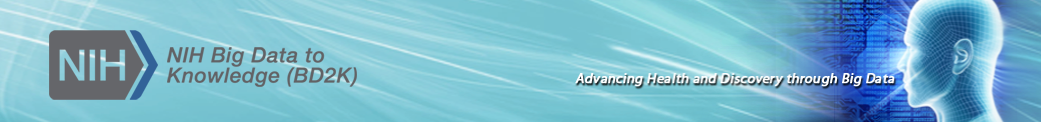 NIH
NIH Big Data to
Knowledge (BD2K)
Advancing Health and Discovery through Big Data